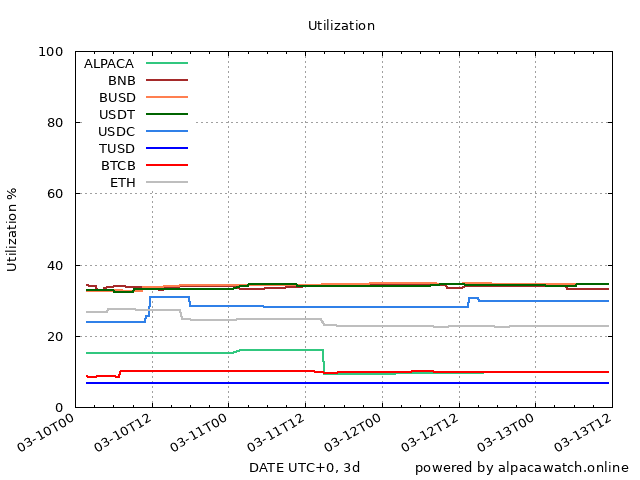 Utilization
100
80
60
40
20
0
Utilization %
ALPACA
BNB
BUSD
USDT
USDC
TUSD
BTCB
ETH
03-10T00
03-10T12
03-11T00
03-11T12
03-12T00
03-12T12
03-13T00
03-13T12
DATE UTC+0, 3d
powered by alpacawatch.online